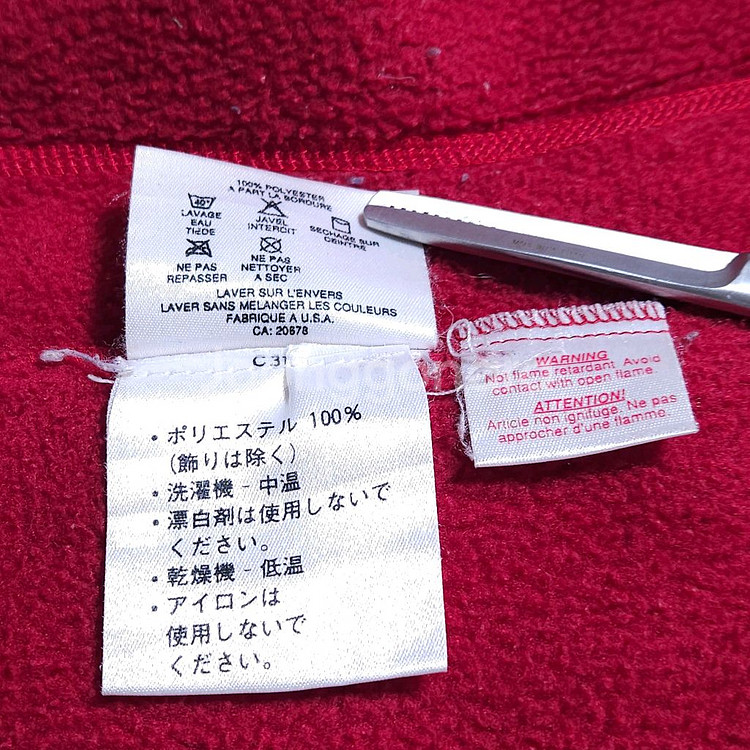 100% POLYESTER
A PART LA BORDURE
40°
LAVAGE
EAU
TIEDE
JAVEL
INTERDIT
SECHAGE SUR
CEINTRE
NE PAS
REPASSER
NE PAS
NETTOYER
A SEC
LAVER SUR L'ENVERS
LAVER SANS MELANGER LES COULEURS
FABRIQUE A U.S.A.
CA: 20678
・ポリエステル 100%
(飾りは除く)
・洗濯機 - 中温
・漂白剤は使用しないで
ください。
・乾燥機 - 低温
・アイロンは
使用しないで
ください。
WARNING
Not flame retardant. Avoid
contact with open flame.
ATTENTION!
Article non ignifuge. Ne pas
approcher d'une flamme.